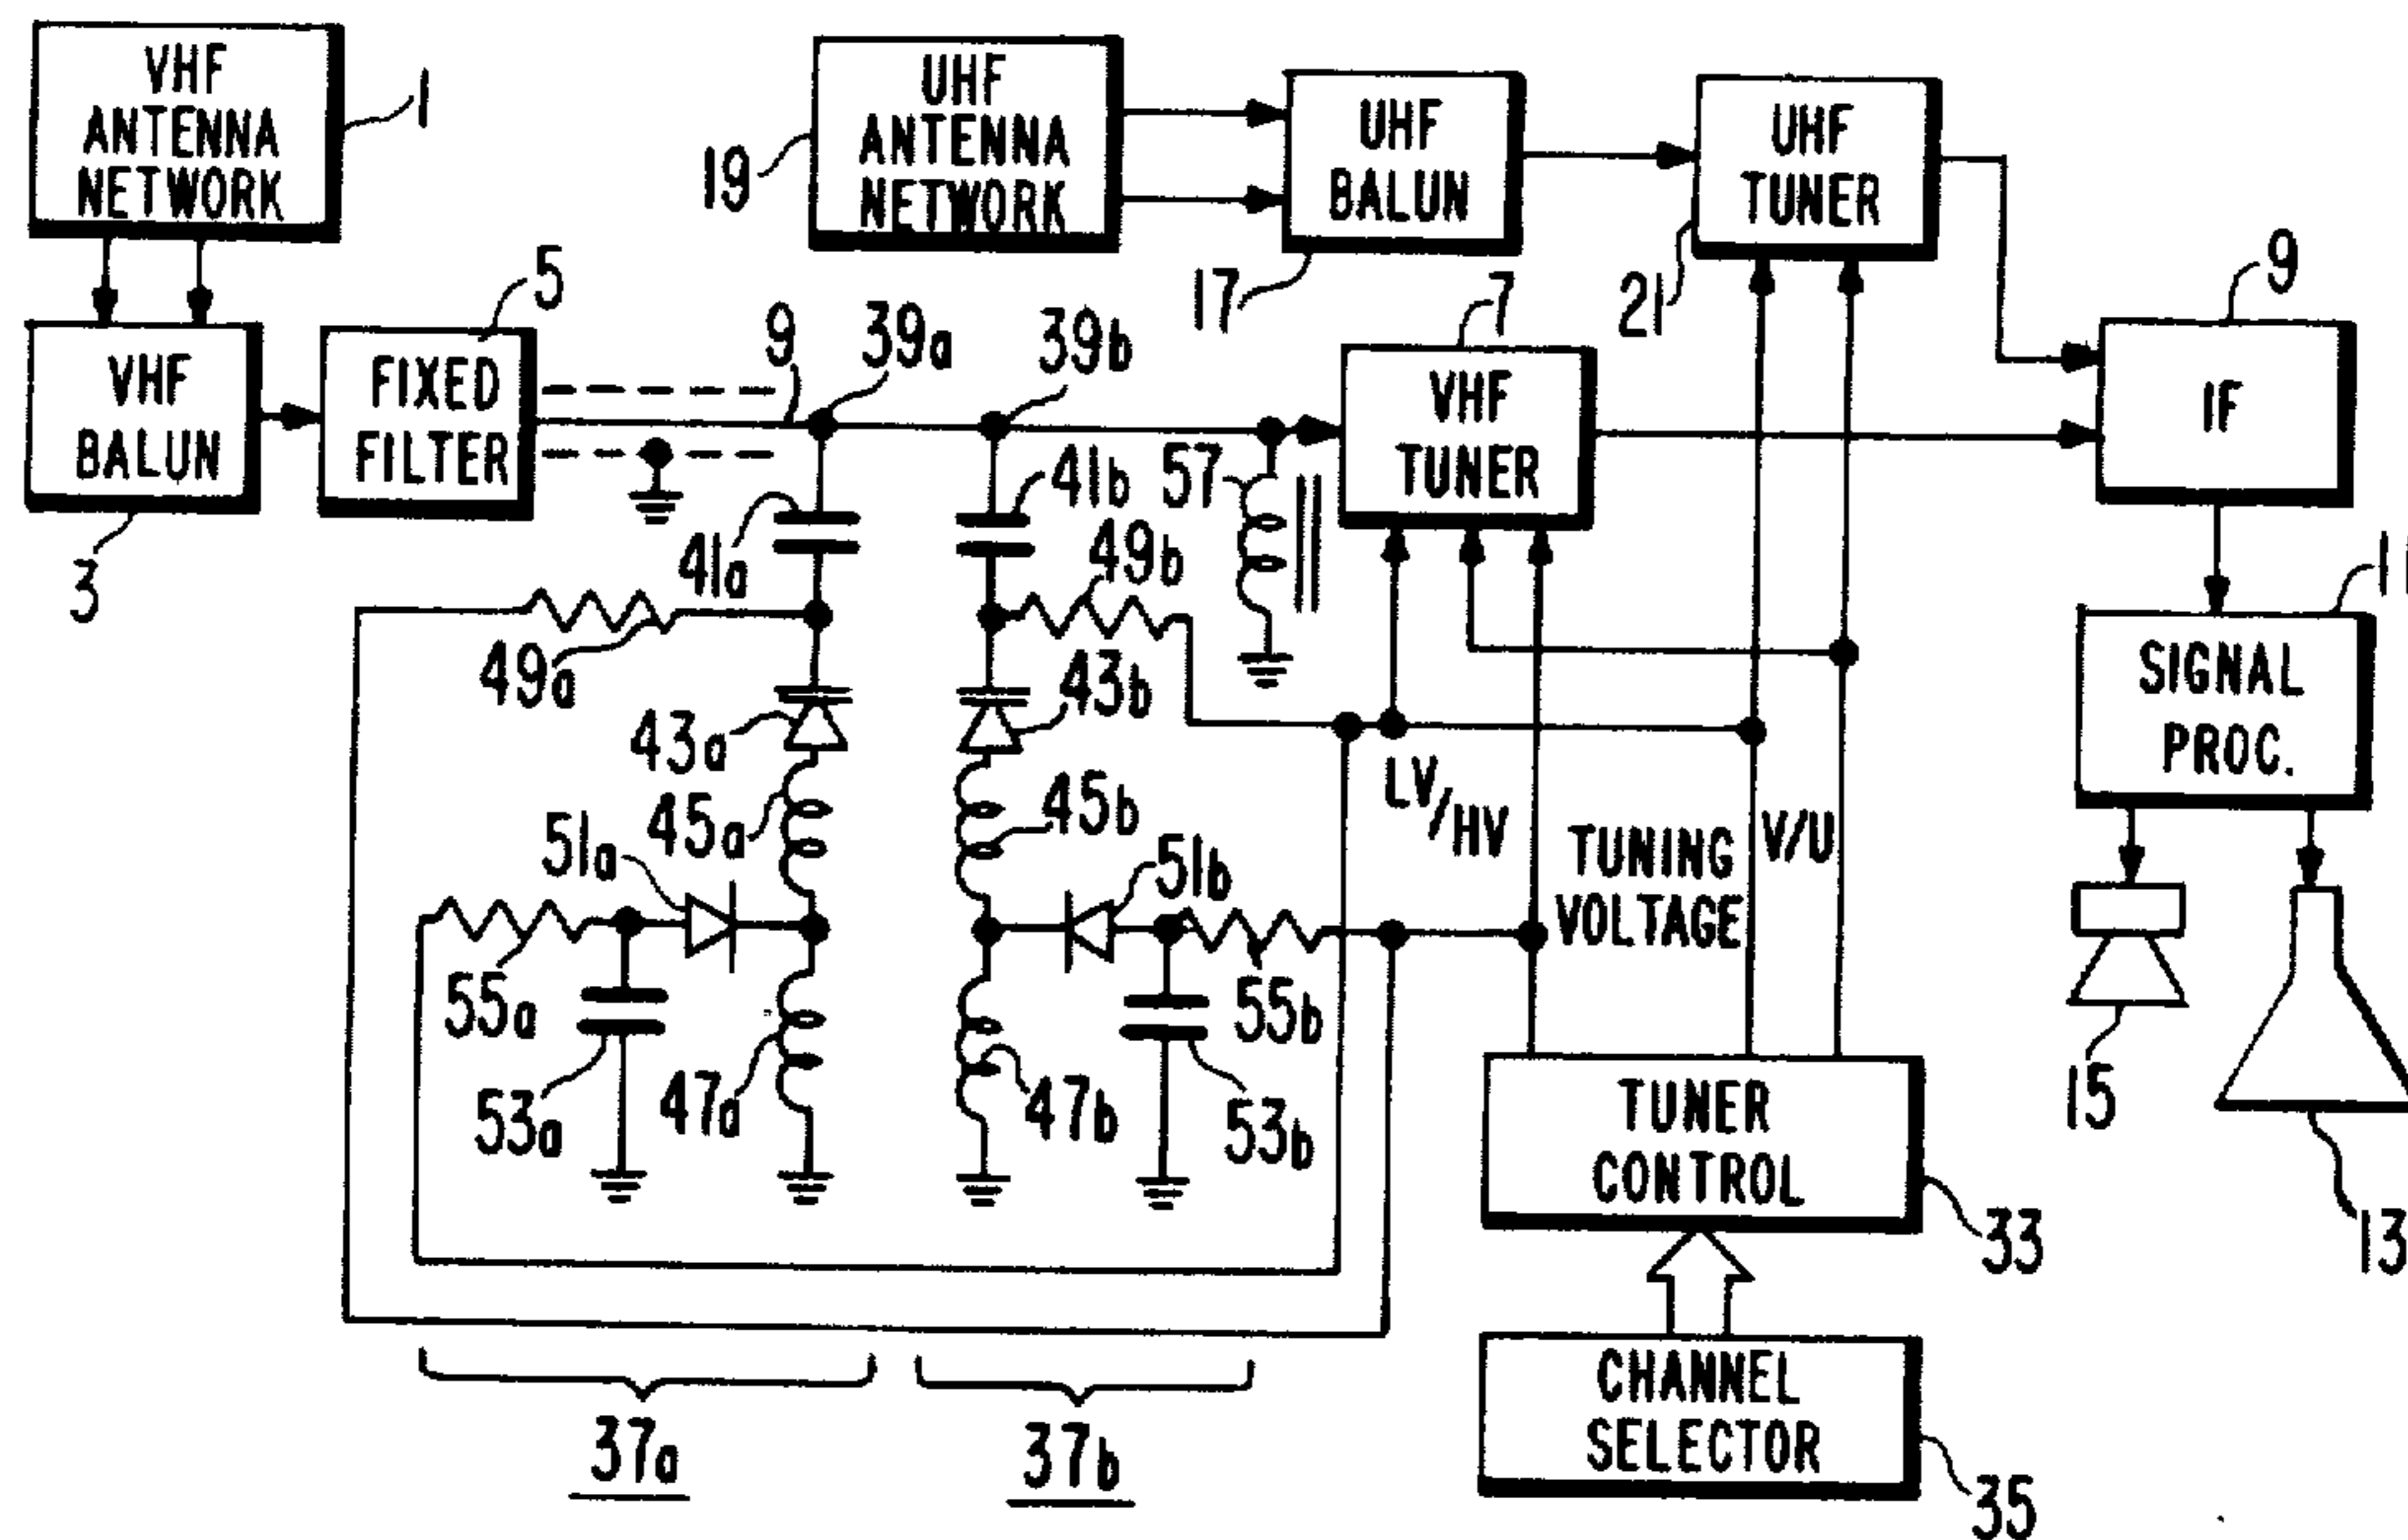 VHF
ANTENNA
NETWORK
1
UHF
ANTENNA
NETWORK
19
UHF
BALUN
17
UHF
TUNER
21
VHF
BALUN
3
FIXED
FILTER
5
9
39a
39b
VHF
TUNER
7
IF
9
41a
41b
57
49a
49b
43a
43b
45a
45b
51a
51b
LV/HV
TUNING
VOLTAGE
V/U
SIGNAL
PROC.
11
55a
55b
53a
53b
47a
47b
15
13
TUNER
CONTROL
33
CHANNEL
SELECTOR
35
37a
37b